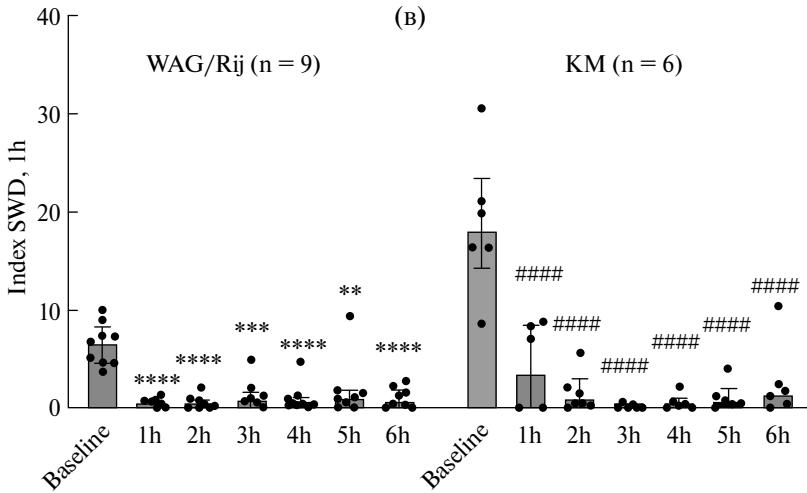 (B)
WAG/Rij (n = 9)
KM (n = 6)
Index SWD, 1h
40
30
20
10
0
****
****
***
****
**
****
####
####
####
####
####
####
Baseline 1h 2h 3h 4h 5h 6h
Baseline 1h 2h 3h 4h 5h 6h